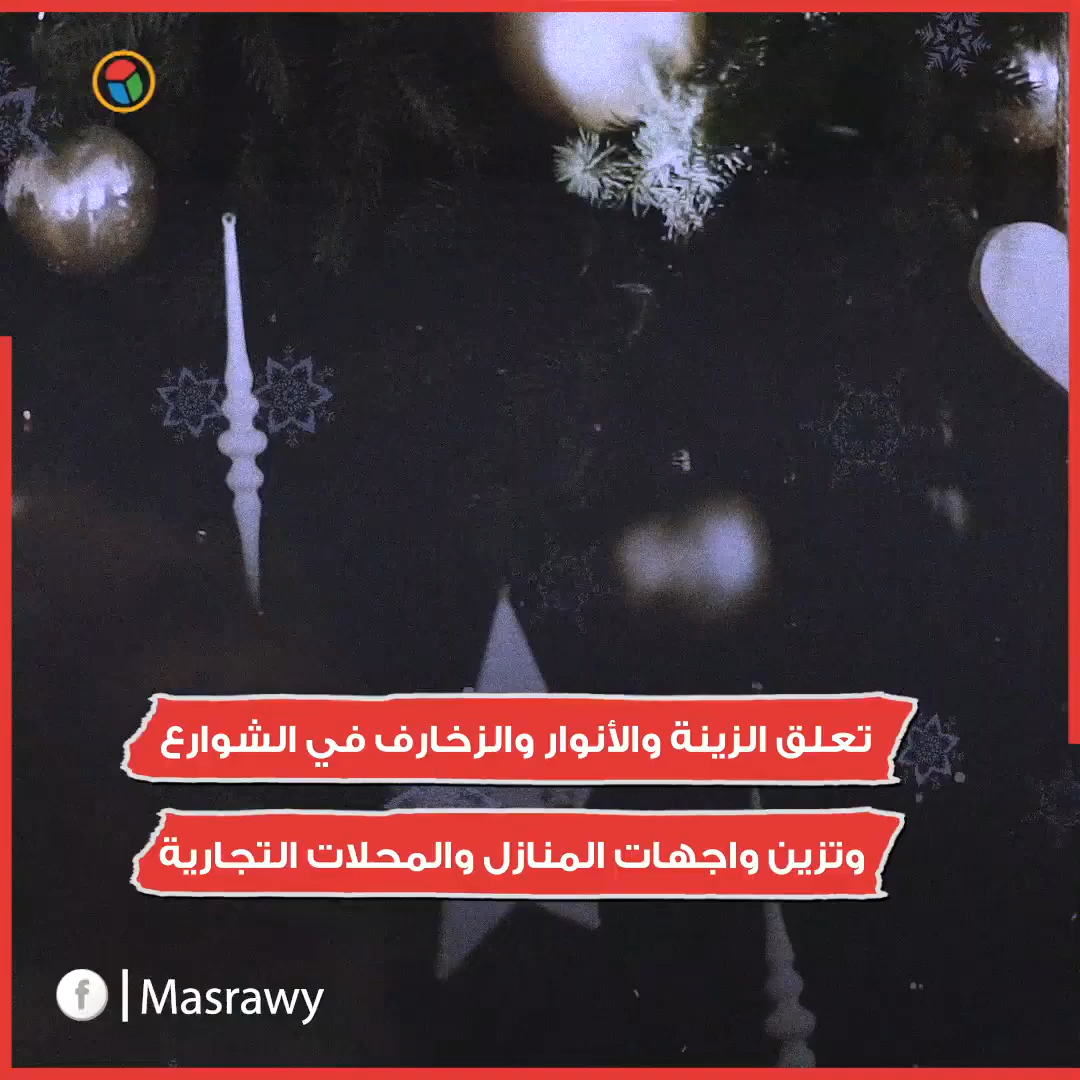 تعلق الزينة والأنوار والزخارف في الشوارع
وتزين واجهات المنازل والمحلات التجارية
f | Masrawy